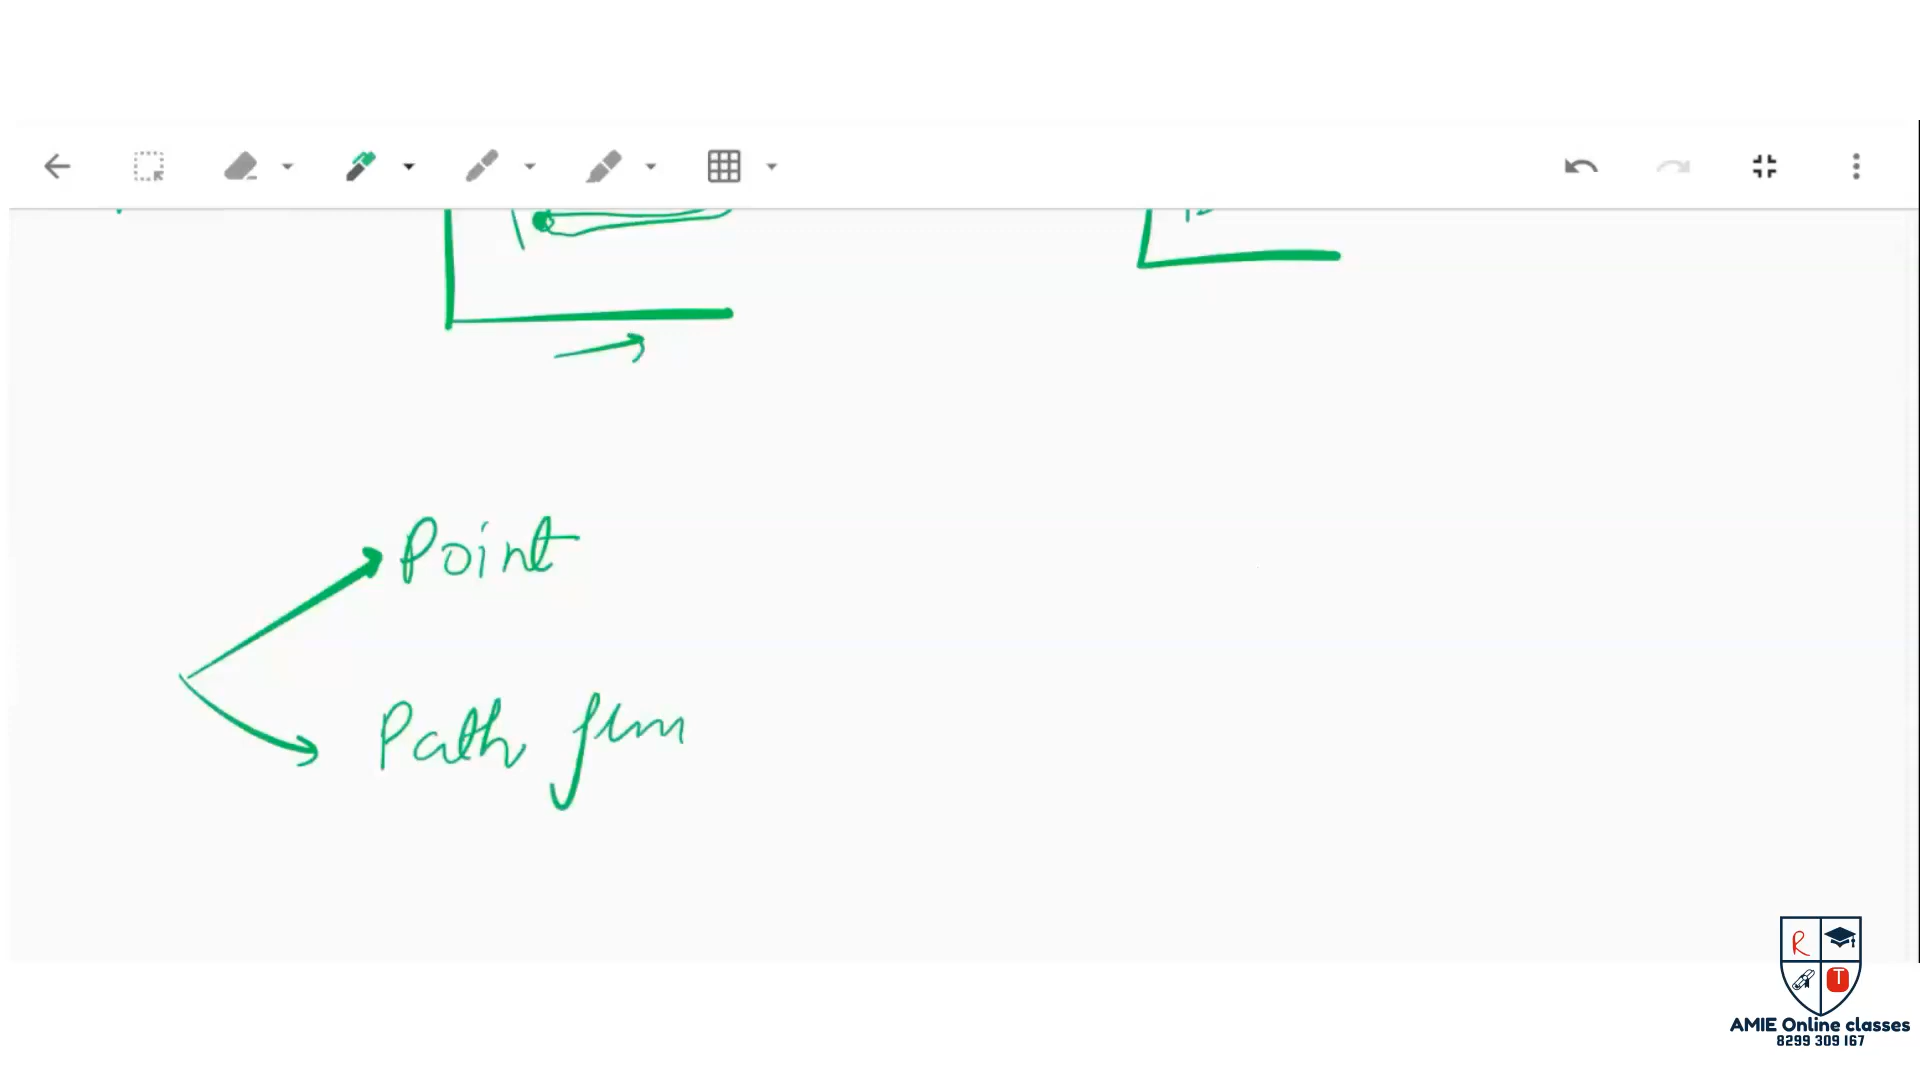 Point
Path fun
R
T
AMIE Online classes
8299 309 167